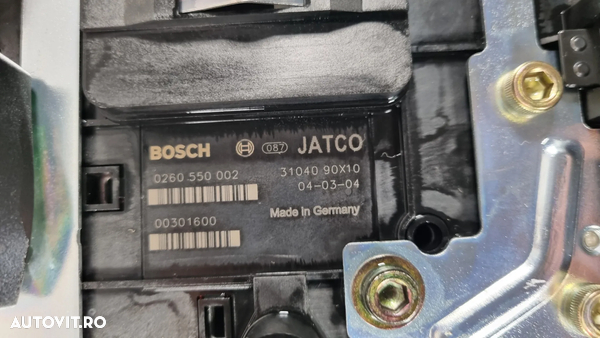 BOSCH 087 JATCO
0260 550 002 31040 90X10
04-03-04
00301600 Made in Germany
AUTOVIT.RO